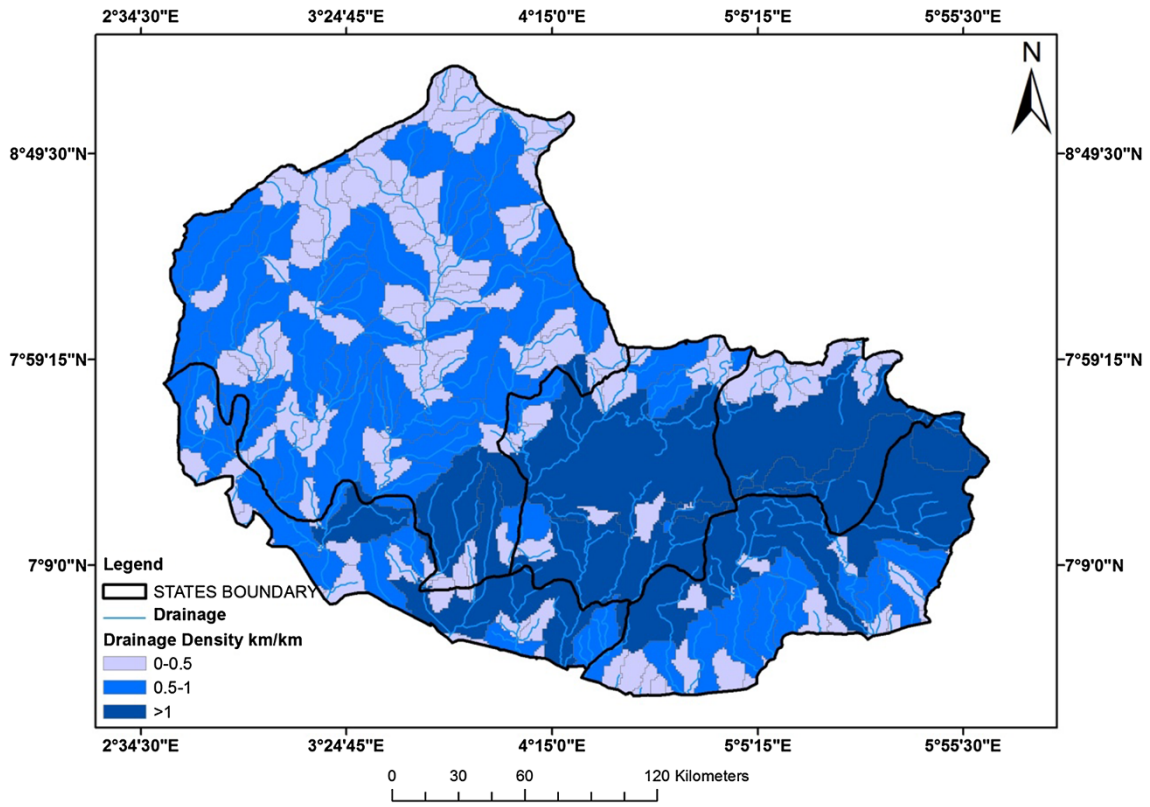 2°34'30"E 3°24'45"E 4°15'0"E 5°5'15"E 5°55'30"E
N
8°49'30"N 8°49'30"N
7°59'15"N 7°59'15"N
7°9'0"N 7°9'0"N
Legend
STATES BOUNDARY
Drainage
Drainage Density km/km
0-0.5
0.5-1
>1
2°34'30"E 3°24'45"E 4°15'0"E 5°5'15"E 5°55'30"E
0 30 60 120 Kilometers